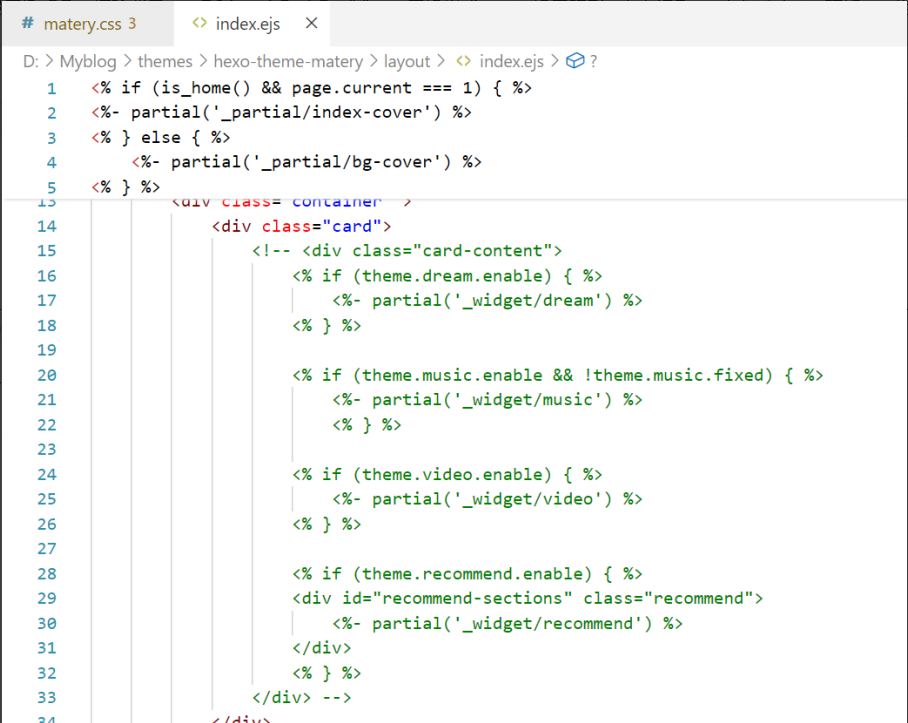 # matery.css 3 <> index.ejs ×
D: > Myblog > themes > hexo-theme-matery > layout > <> index.ejs > ?
1 <% if (is_home() && page.current === 1) { %>
2 <%- partial('_partial/index-cover') %>
3 <% } else { %>
4 <%- partial('_partial/bg-cover') %>
5 <% } %>
13 <div class="container">
14 <div class="card">
15 <!-- <div class="card-content">
16 <% if (theme.dream.enable) { %>
17 <%- partial('_widget/dream') %>
18 <% } %>
19
20 <% if (theme.music.enable && !theme.music.fixed) { %>
21 <%- partial('_widget/music') %>
22 <% } %>
23
24 <% if (theme.video.enable) { %>
25 <%- partial('_widget/video') %>
26 <% } %>
27
28 <% if (theme.recommend.enable) { %>
29 <div id="recommend-sections" class="recommend">
30 <%- partial('_widget/recommend') %>
31 </div>
32 <% } %>
33 </div> -->
34 </div>